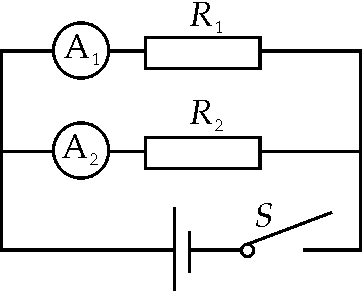 A₁ R₁
A₂ R₂
S